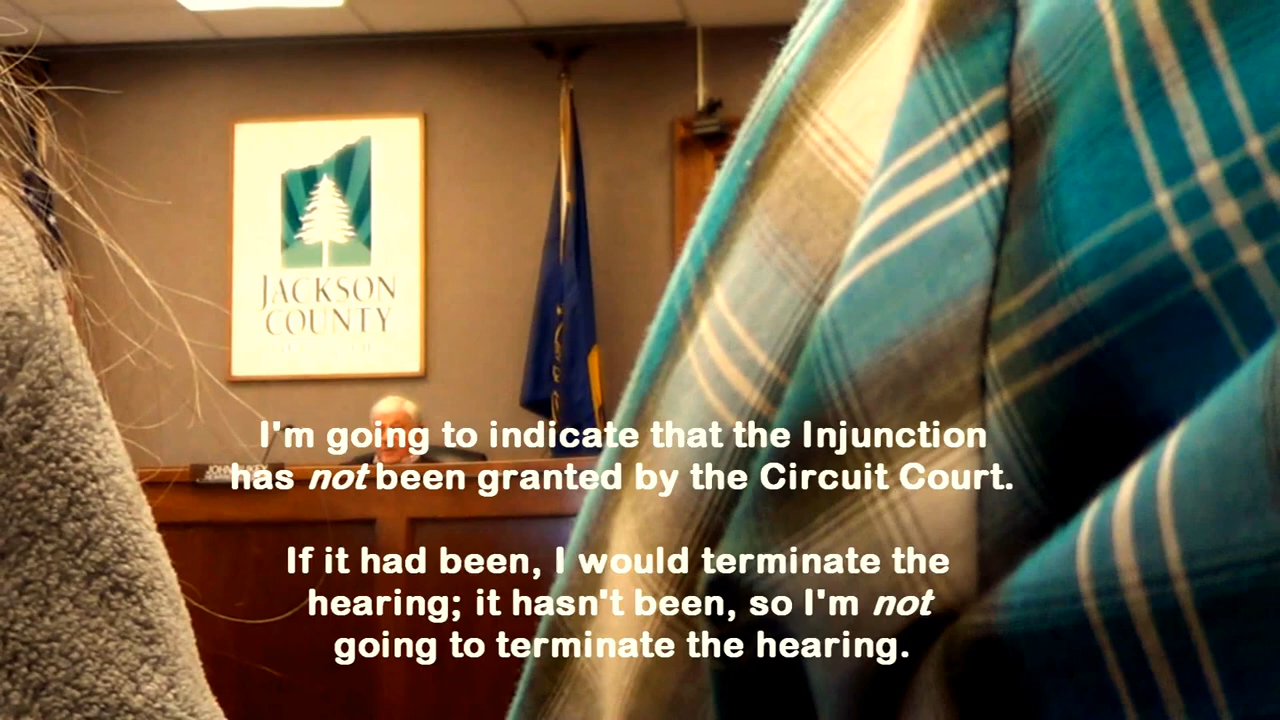 JACKSON
COUNTY
I'm going to indicate that the Injunction
has not been granted by the Circuit Court.
If it had been, I would terminate the
hearing; it hasn't been, so I'm not
going to terminate the hearing.